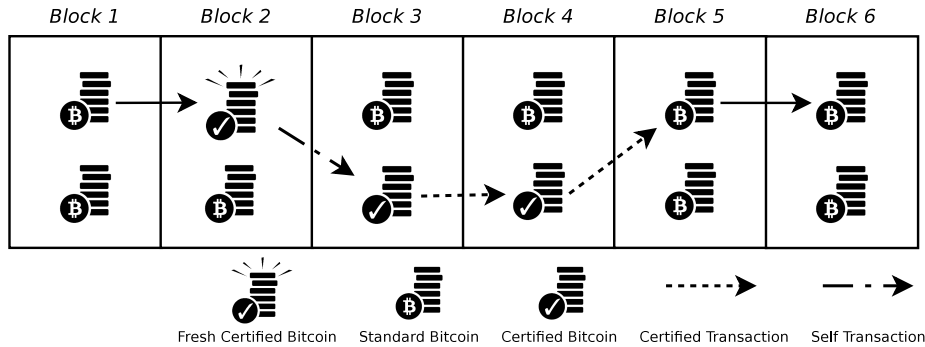 Block 1 Block 2 Block 3 Block 4 Block 5 Block 6
Fresh Certified Bitcoin Standard Bitcoin Certified Bitcoin Certified Transaction Self Transaction